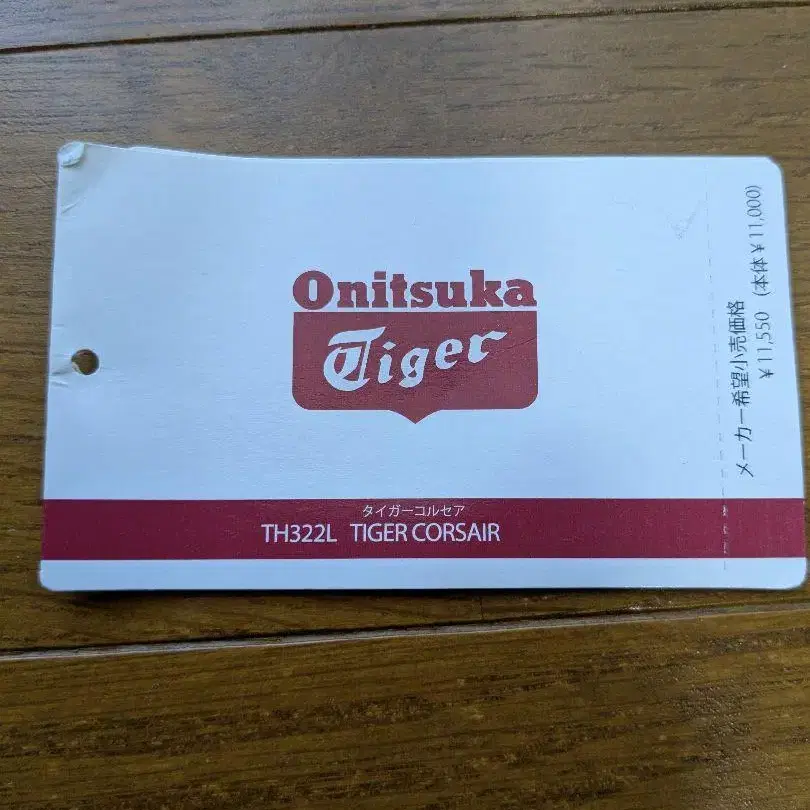 Onitsuka
Tiger
タイガーコルセア
TH322L TIGER CORSAIR
メーカー希望小売価格
¥11,550 (本体¥11,000)